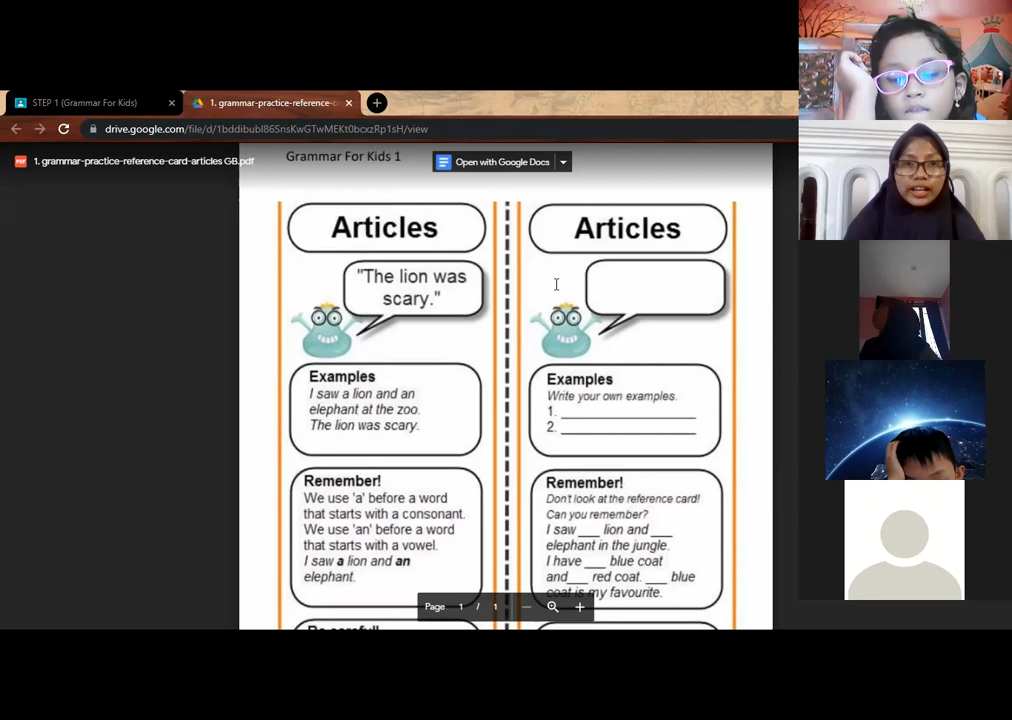 STEP 1 (Grammar For Kids)
1. grammar-practice-reference-c
drive.google.com/file/d/1bddibubl86SnsKwGTwMEKt0bcxzRp1sH/view
1. grammar-practice-reference-card-articles GB.pdf
Grammar For Kids 1
Open with Google Docs
Articles
"The lion was
scary."
Examples
I saw a lion and an
elephant at the zoo.
The lion was scary.
Remember!
We use 'a' before a word
that starts with a consonant.
We use 'an' before a word
that starts with a vowel.
I saw a lion and an
elephant.
Be careful!
Articles
Examples
Write your own examples.
1. ____________________
2. ____________________
Remember!
Don't look at the reference card!
Can you remember?
I saw ___ lion and ___
elephant in the jungle.
I have ___ blue coat
and ___ red coat. ___ blue
coat is my favourite.
Page 1 / 1